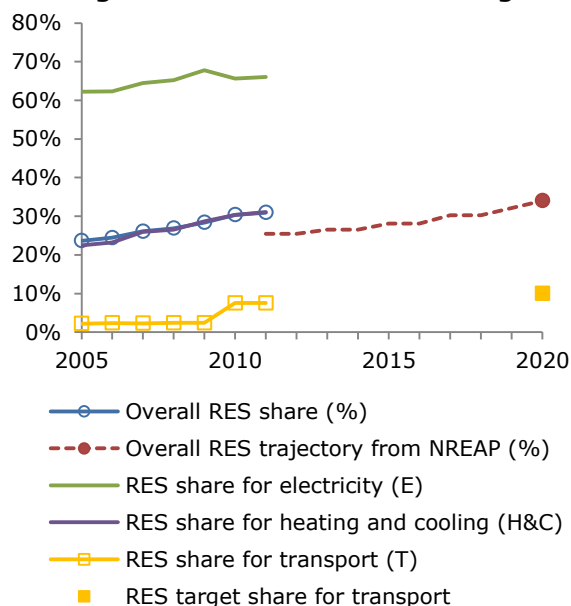 80%
70%
60%
50%
40%
30%
20%
10%
0%
2005 2010 2015 2020
Overall RES share (%)
Overall RES trajectory from NREAP (%)
RES share for electricity (E)
RES share for heating and cooling (H&C)
RES share for transport (T)
RES target share for transport